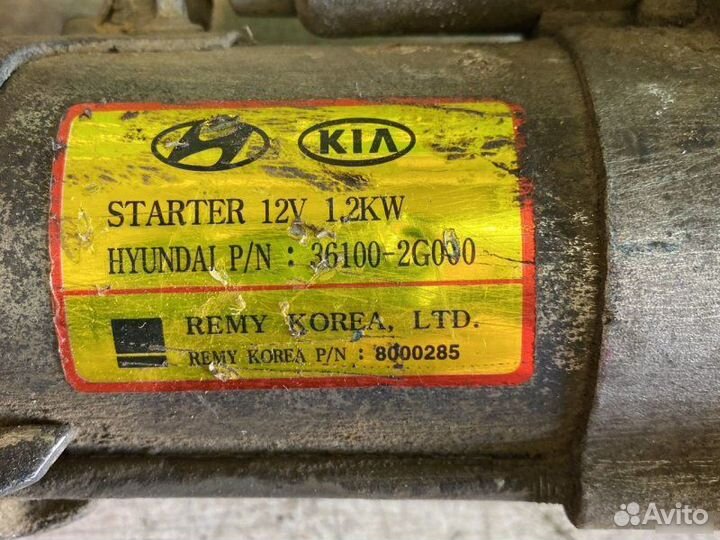 KIA
STARTER 12V 1.2KW
HYUNDAI P/N : 36100-2G000
REMY KOREA, LTD.
REMY KOREA P/N : 8000285
Avito